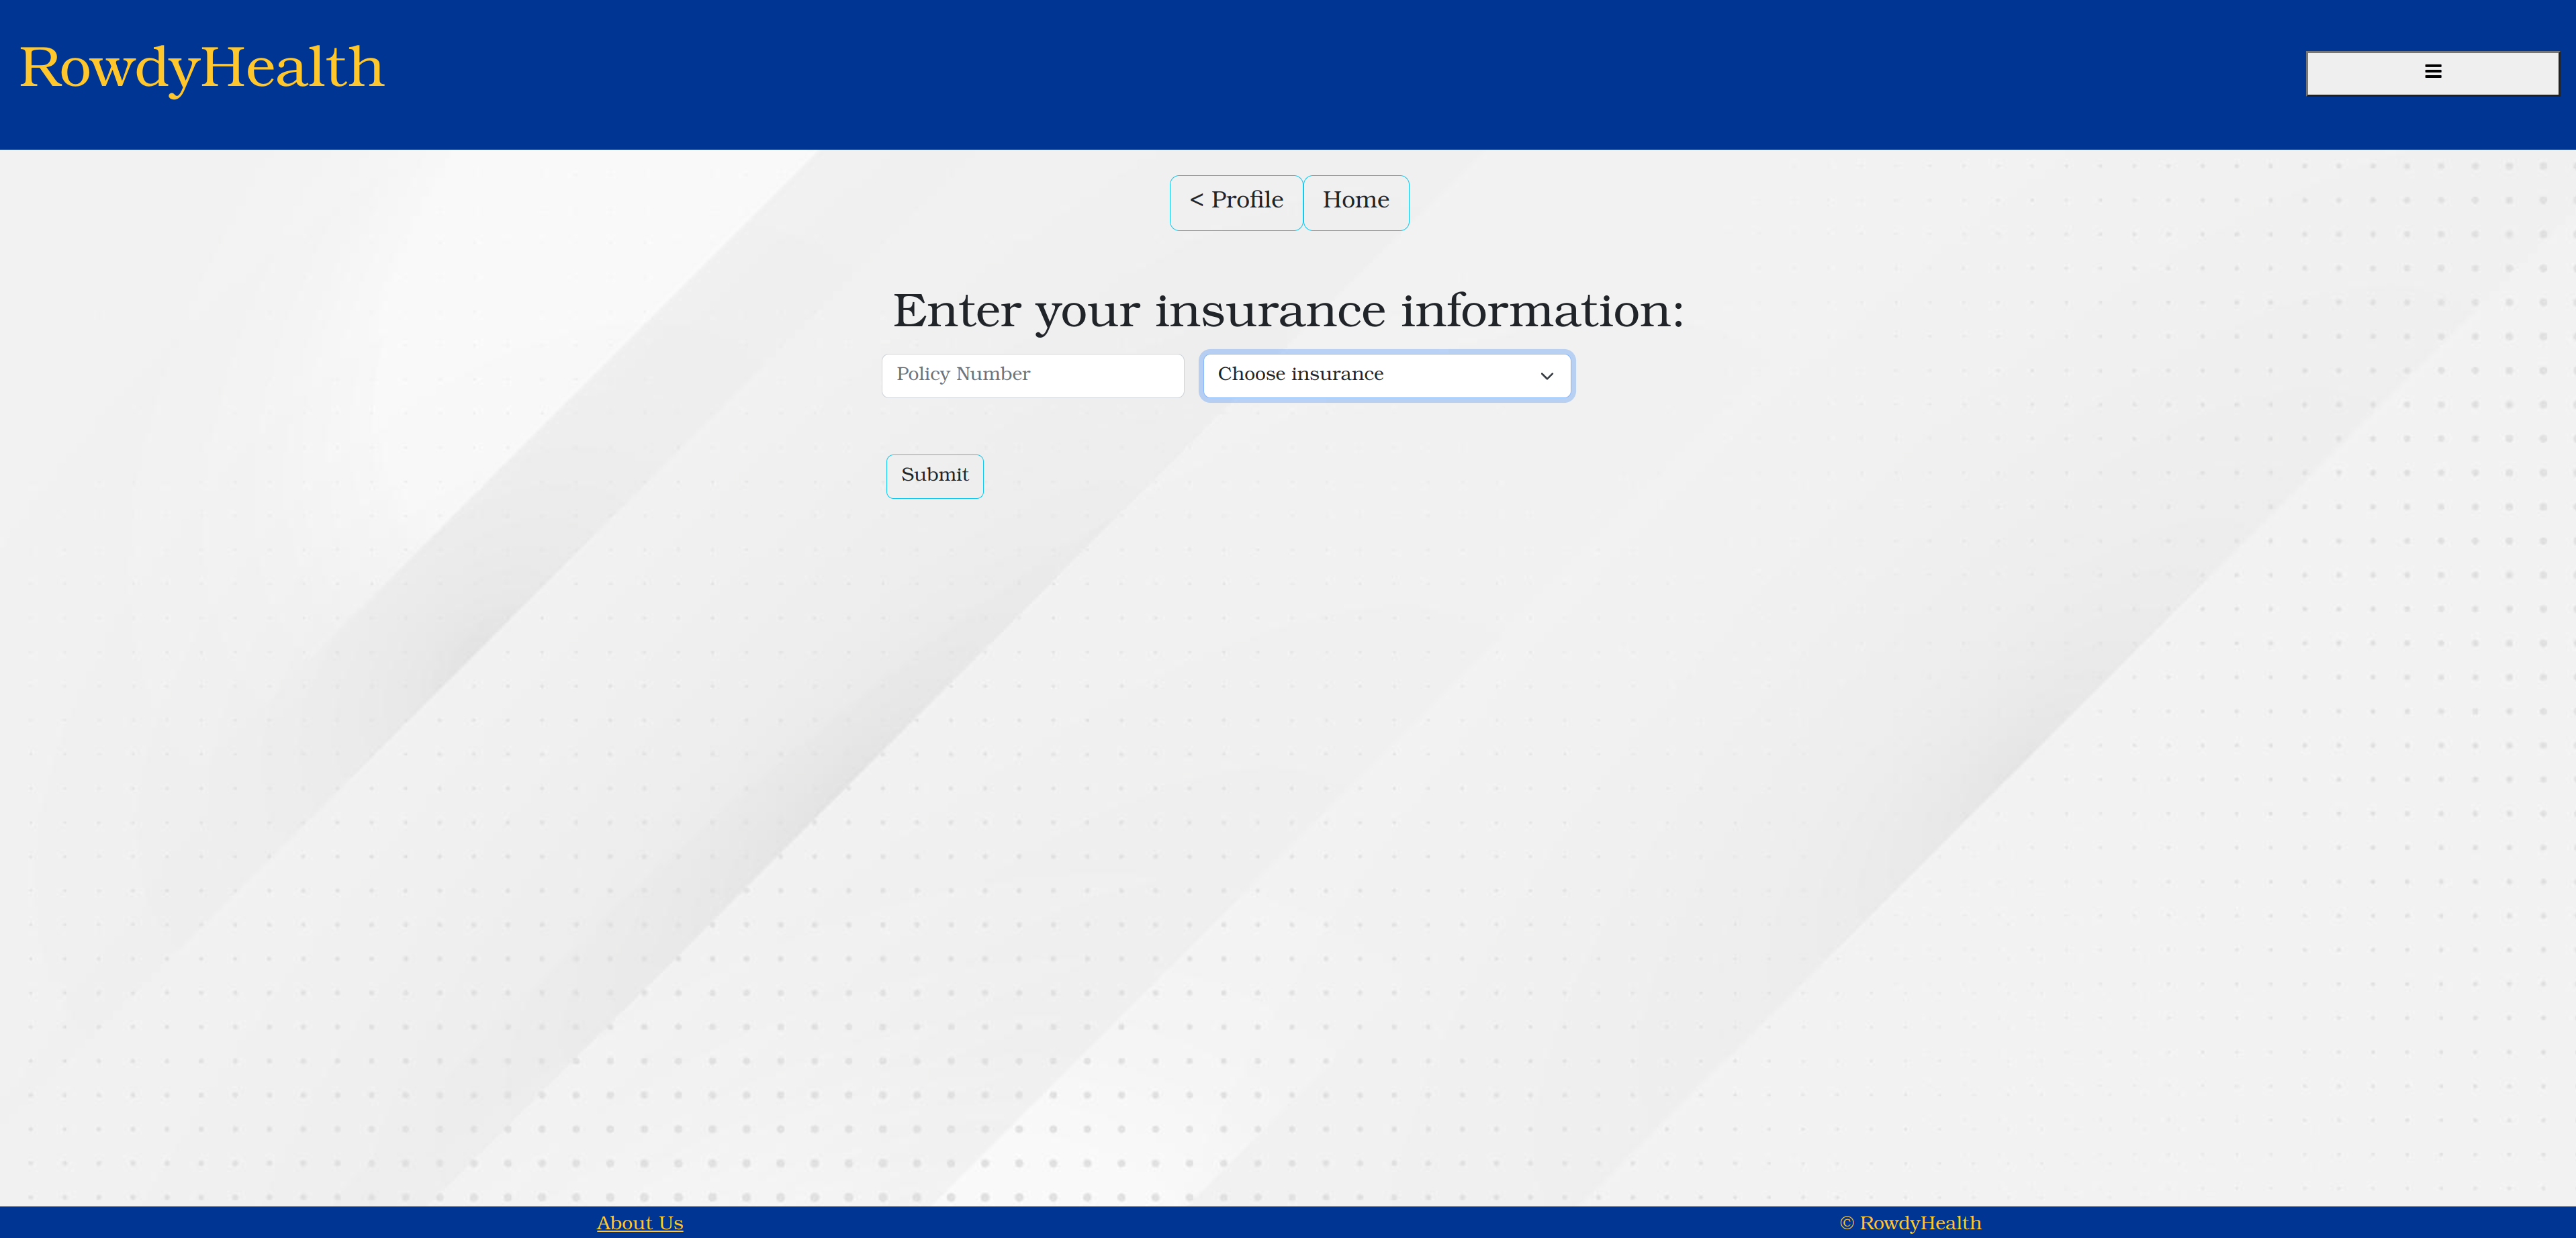 RowdyHealth
< Profile Home
Enter your insurance information:
Policy Number Choose insurance
Submit
About Us © RowdyHealth